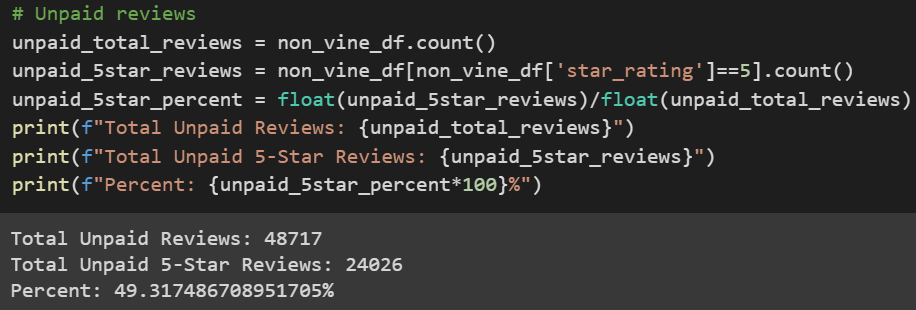 # Unpaid reviews
unpaid_total_reviews = non_vine_df.count()
unpaid_5star_reviews = non_vine_df[non_vine_df['star_rating']==5].count()
unpaid_5star_percent = float(unpaid_5star_reviews)/float(unpaid_total_reviews)
print(f"Total Unpaid Reviews: {unpaid_total_reviews}")
print(f"Total Unpaid 5-Star Reviews: {unpaid_5star_reviews}")
print(f"Percent: {unpaid_5star_percent*100}%")
Total Unpaid Reviews: 48717
Total Unpaid 5-Star Reviews: 24026
Percent: 49.317486708951705%